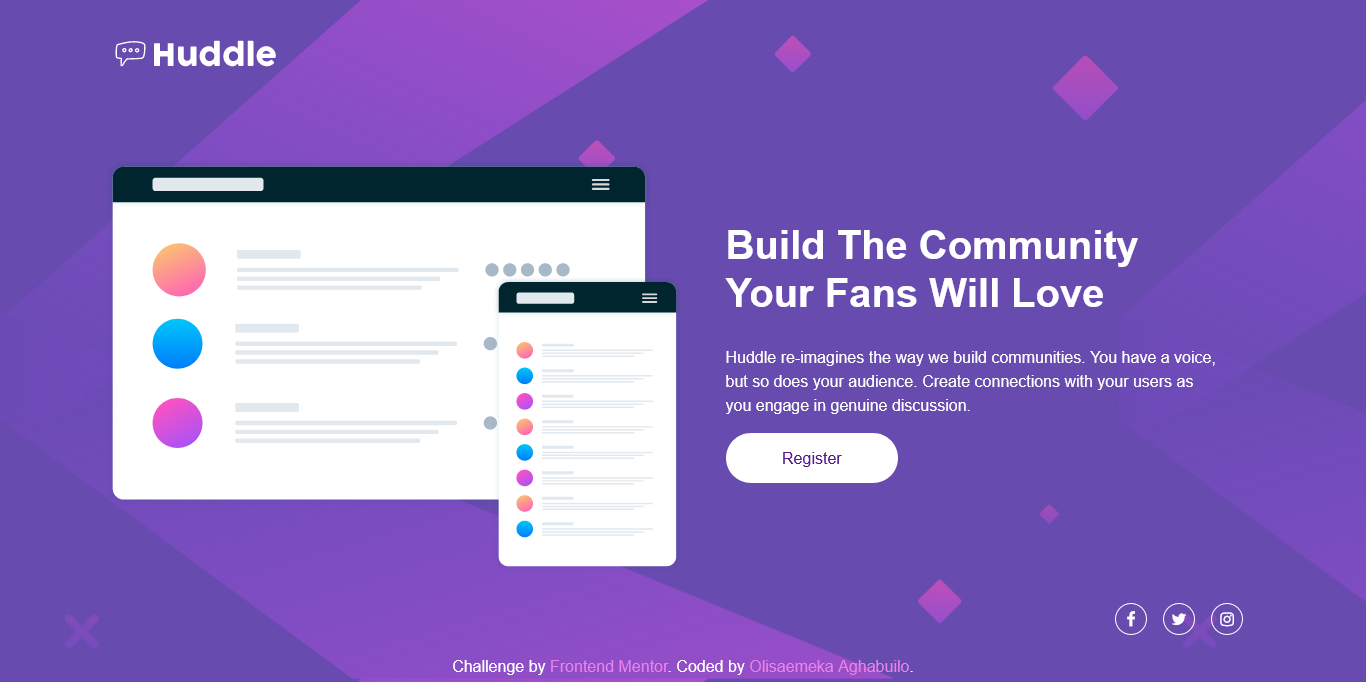 Huddle
Build The Community
Your Fans Will Love
Huddle re-imagines the way we build communities. You have a voice,
but so does your audience. Create connections with your users as
you engage in genuine discussion.
Register
Challenge by Frontend Mentor. Coded by Olisaemeka Aghabuilo.